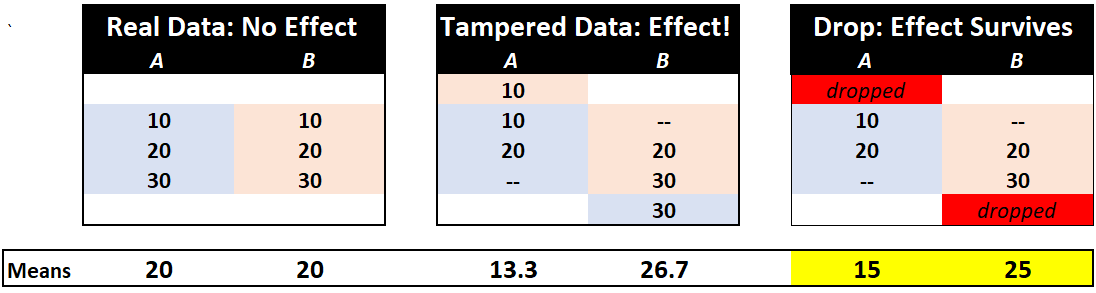 ` Real Data: No Effect Tampered Data: Effect! Drop: Effect Survives
A B A B A B
10 dropped
10 10 10 -- 10 --
20 20 20 20 20 20
30 30 -- 30 -- 30
30 dropped
Means 20 20 13.3 26.7 15 25